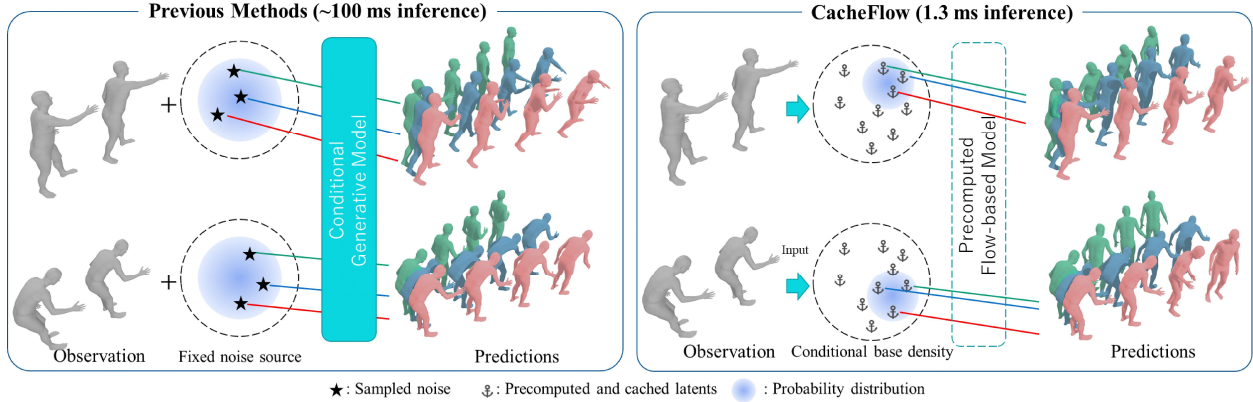 Previous Methods (~100 ms inference)
Conditional
Generative Model
Observation
Fixed noise source
Predictions
CacheFlow (1.3 ms inference)
Input
Precomputed
Flow-based Model
Observation
Conditional base density
Predictions
: Sampled noise
: Precomputed and cached latents
: Probability distribution